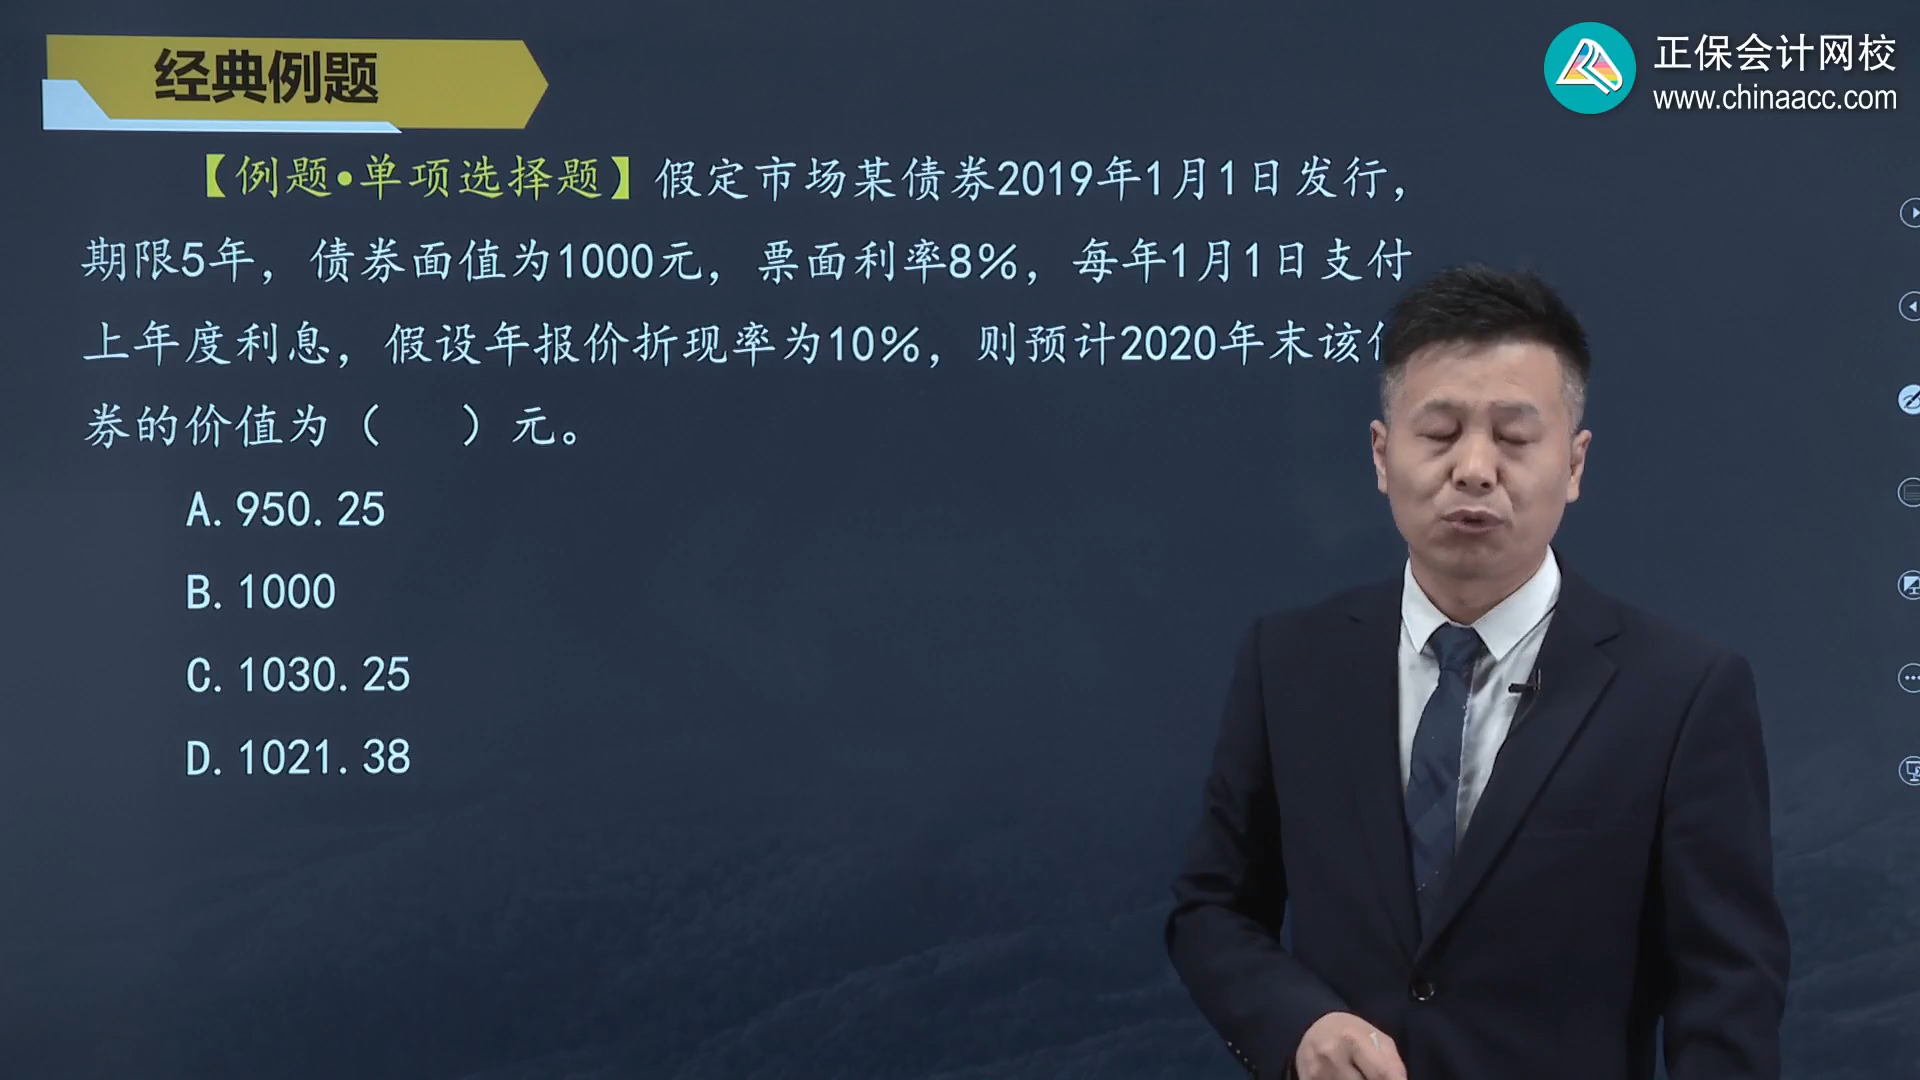 经典例题
正保会计网校
www.chinaacc.com
【例题•单项选择题】假定市场某债券2019年1月1日发行，
期限5年，债券面值为1000元，票面利率8%，每年1月1日支付
上年度利息，假设年报价折现率为10%，则预计2020年末该
券的价值为（ ）元。
A. 950. 25
B. 1000
C. 1030. 25
D. 1021. 38